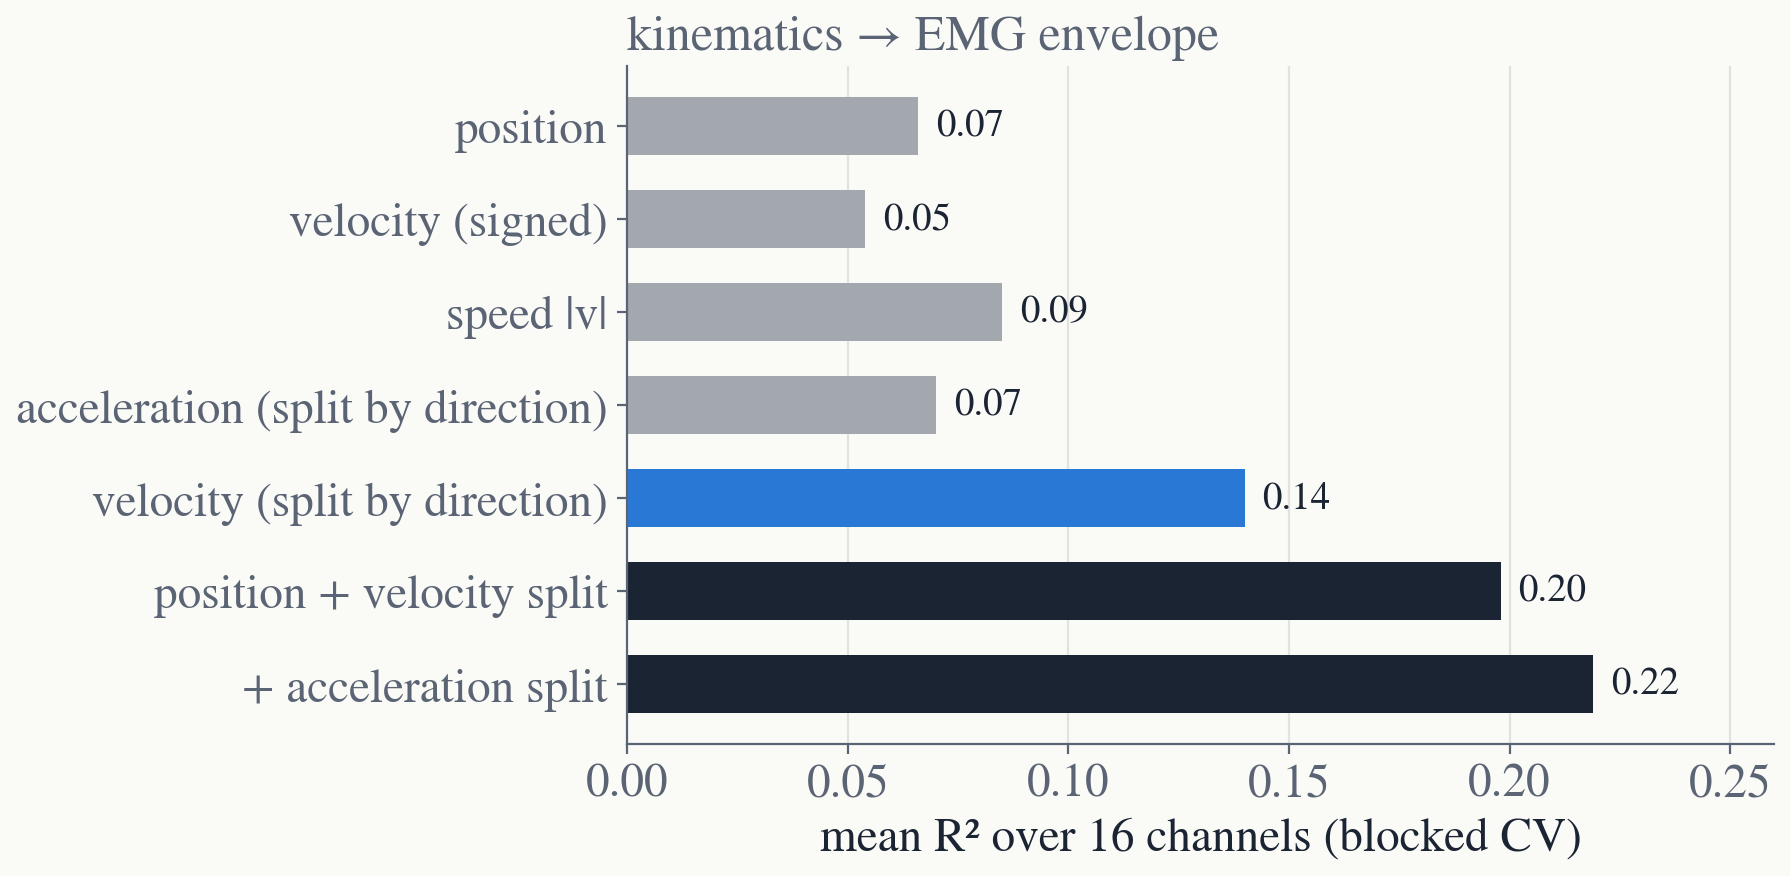 kinematics → EMG envelope
position 0.07
velocity (signed) 0.05
speed |v| 0.09
acceleration (split by direction) 0.07
velocity (split by direction) 0.14
position + velocity split 0.20
+ acceleration split 0.22
0.00 0.05 0.10 0.15 0.20 0.25
mean R² over 16 channels (blocked CV)